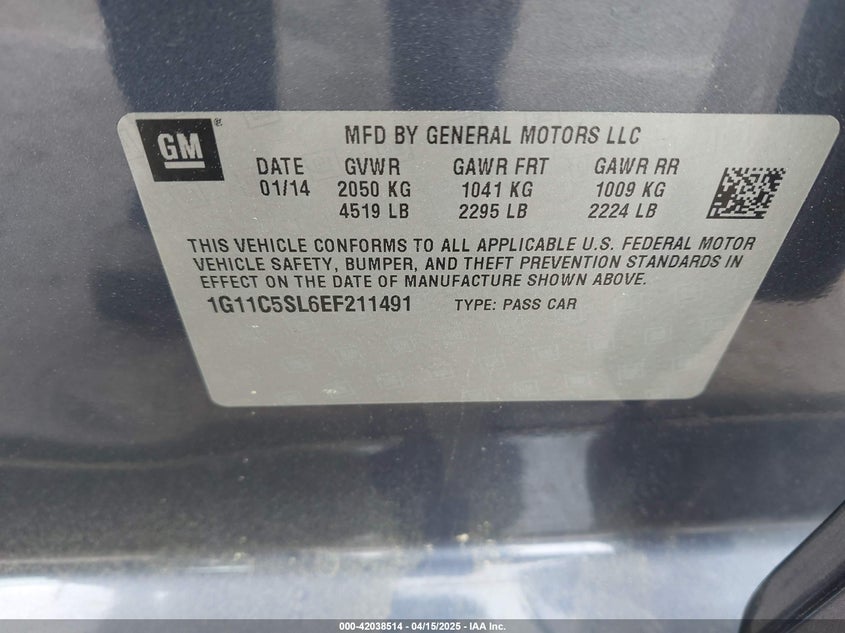 GM ®
MFD BY GENERAL MOTORS LLC
DATE GVWR GAWR FRT GAWR RR
01/14 2050 KG 1041 KG 1009 KG
4519 LB 2295 LB 2224 LB
THIS VEHICLE CONFORMS TO ALL APPLICABLE U.S. FEDERAL MOTOR
VEHICLE SAFETY, BUMPER, AND THEFT PREVENTION STANDARDS IN
EFFECT ON THE DATE OF MANUFACTURE SHOWN ABOVE.
1G11C5SL6EF211491 TYPE: PASS CAR
000-42038514 - 04/15/2025 - IAA Inc.